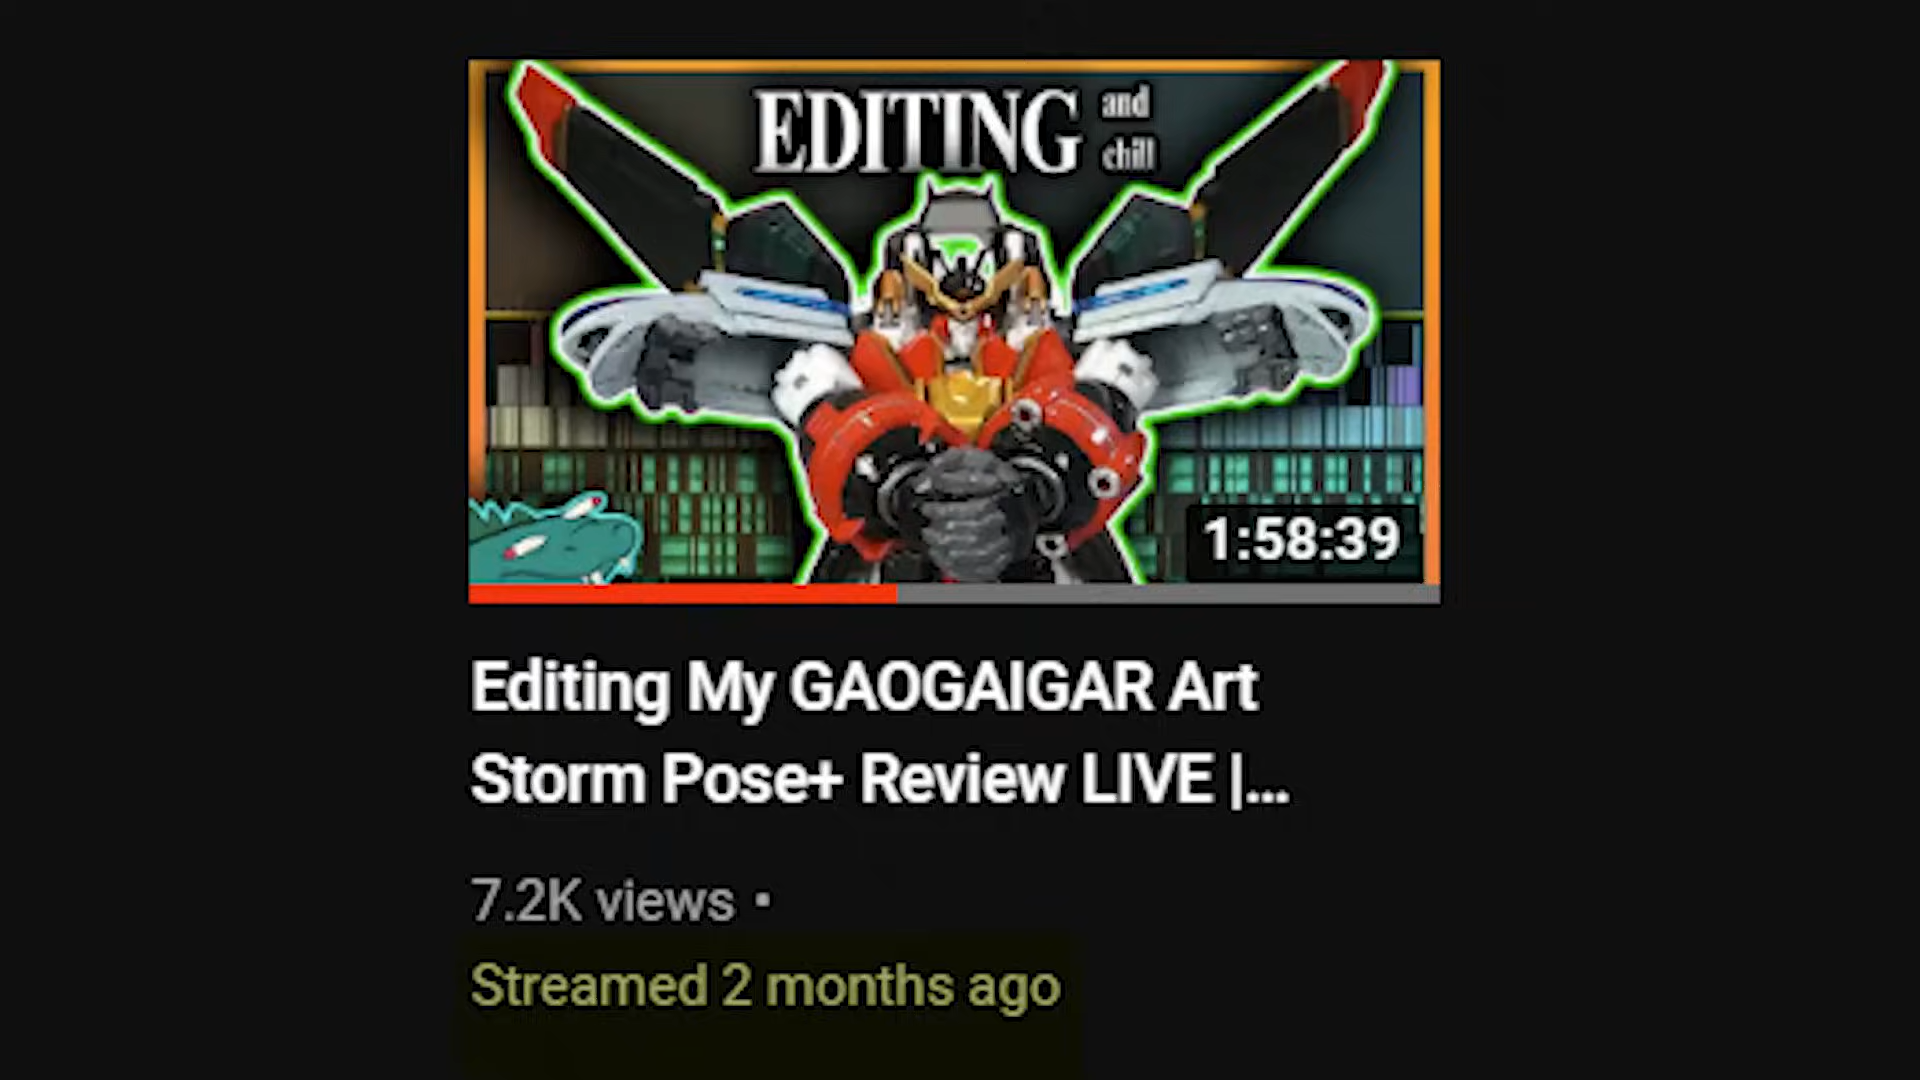 EDITING and
chill
1:58:39
Editing My GAOGAIGAR Art
Storm Pose+ Review LIVE |...
7.2K views •
Streamed 2 months ago